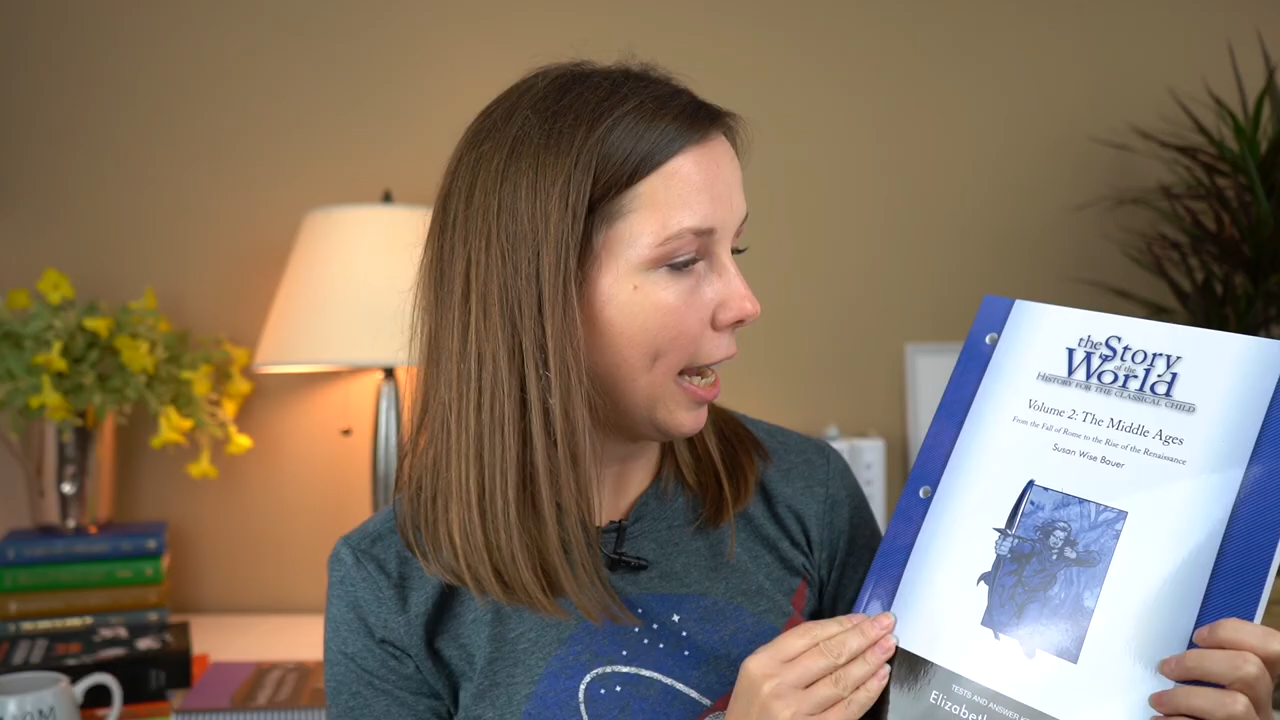 the Story
of the
World
HISTORY FOR THE CLASSICAL CHILD
Volume 2: The Middle Ages
From the Fall of Rome to the Rise of the Renaissance
Susan Wise Bauer
TESTS AND ANSWER
Elizabeth